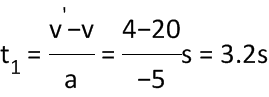 t₁ = (v'−v)/a = (4−20)/(−5) s = 3.2s